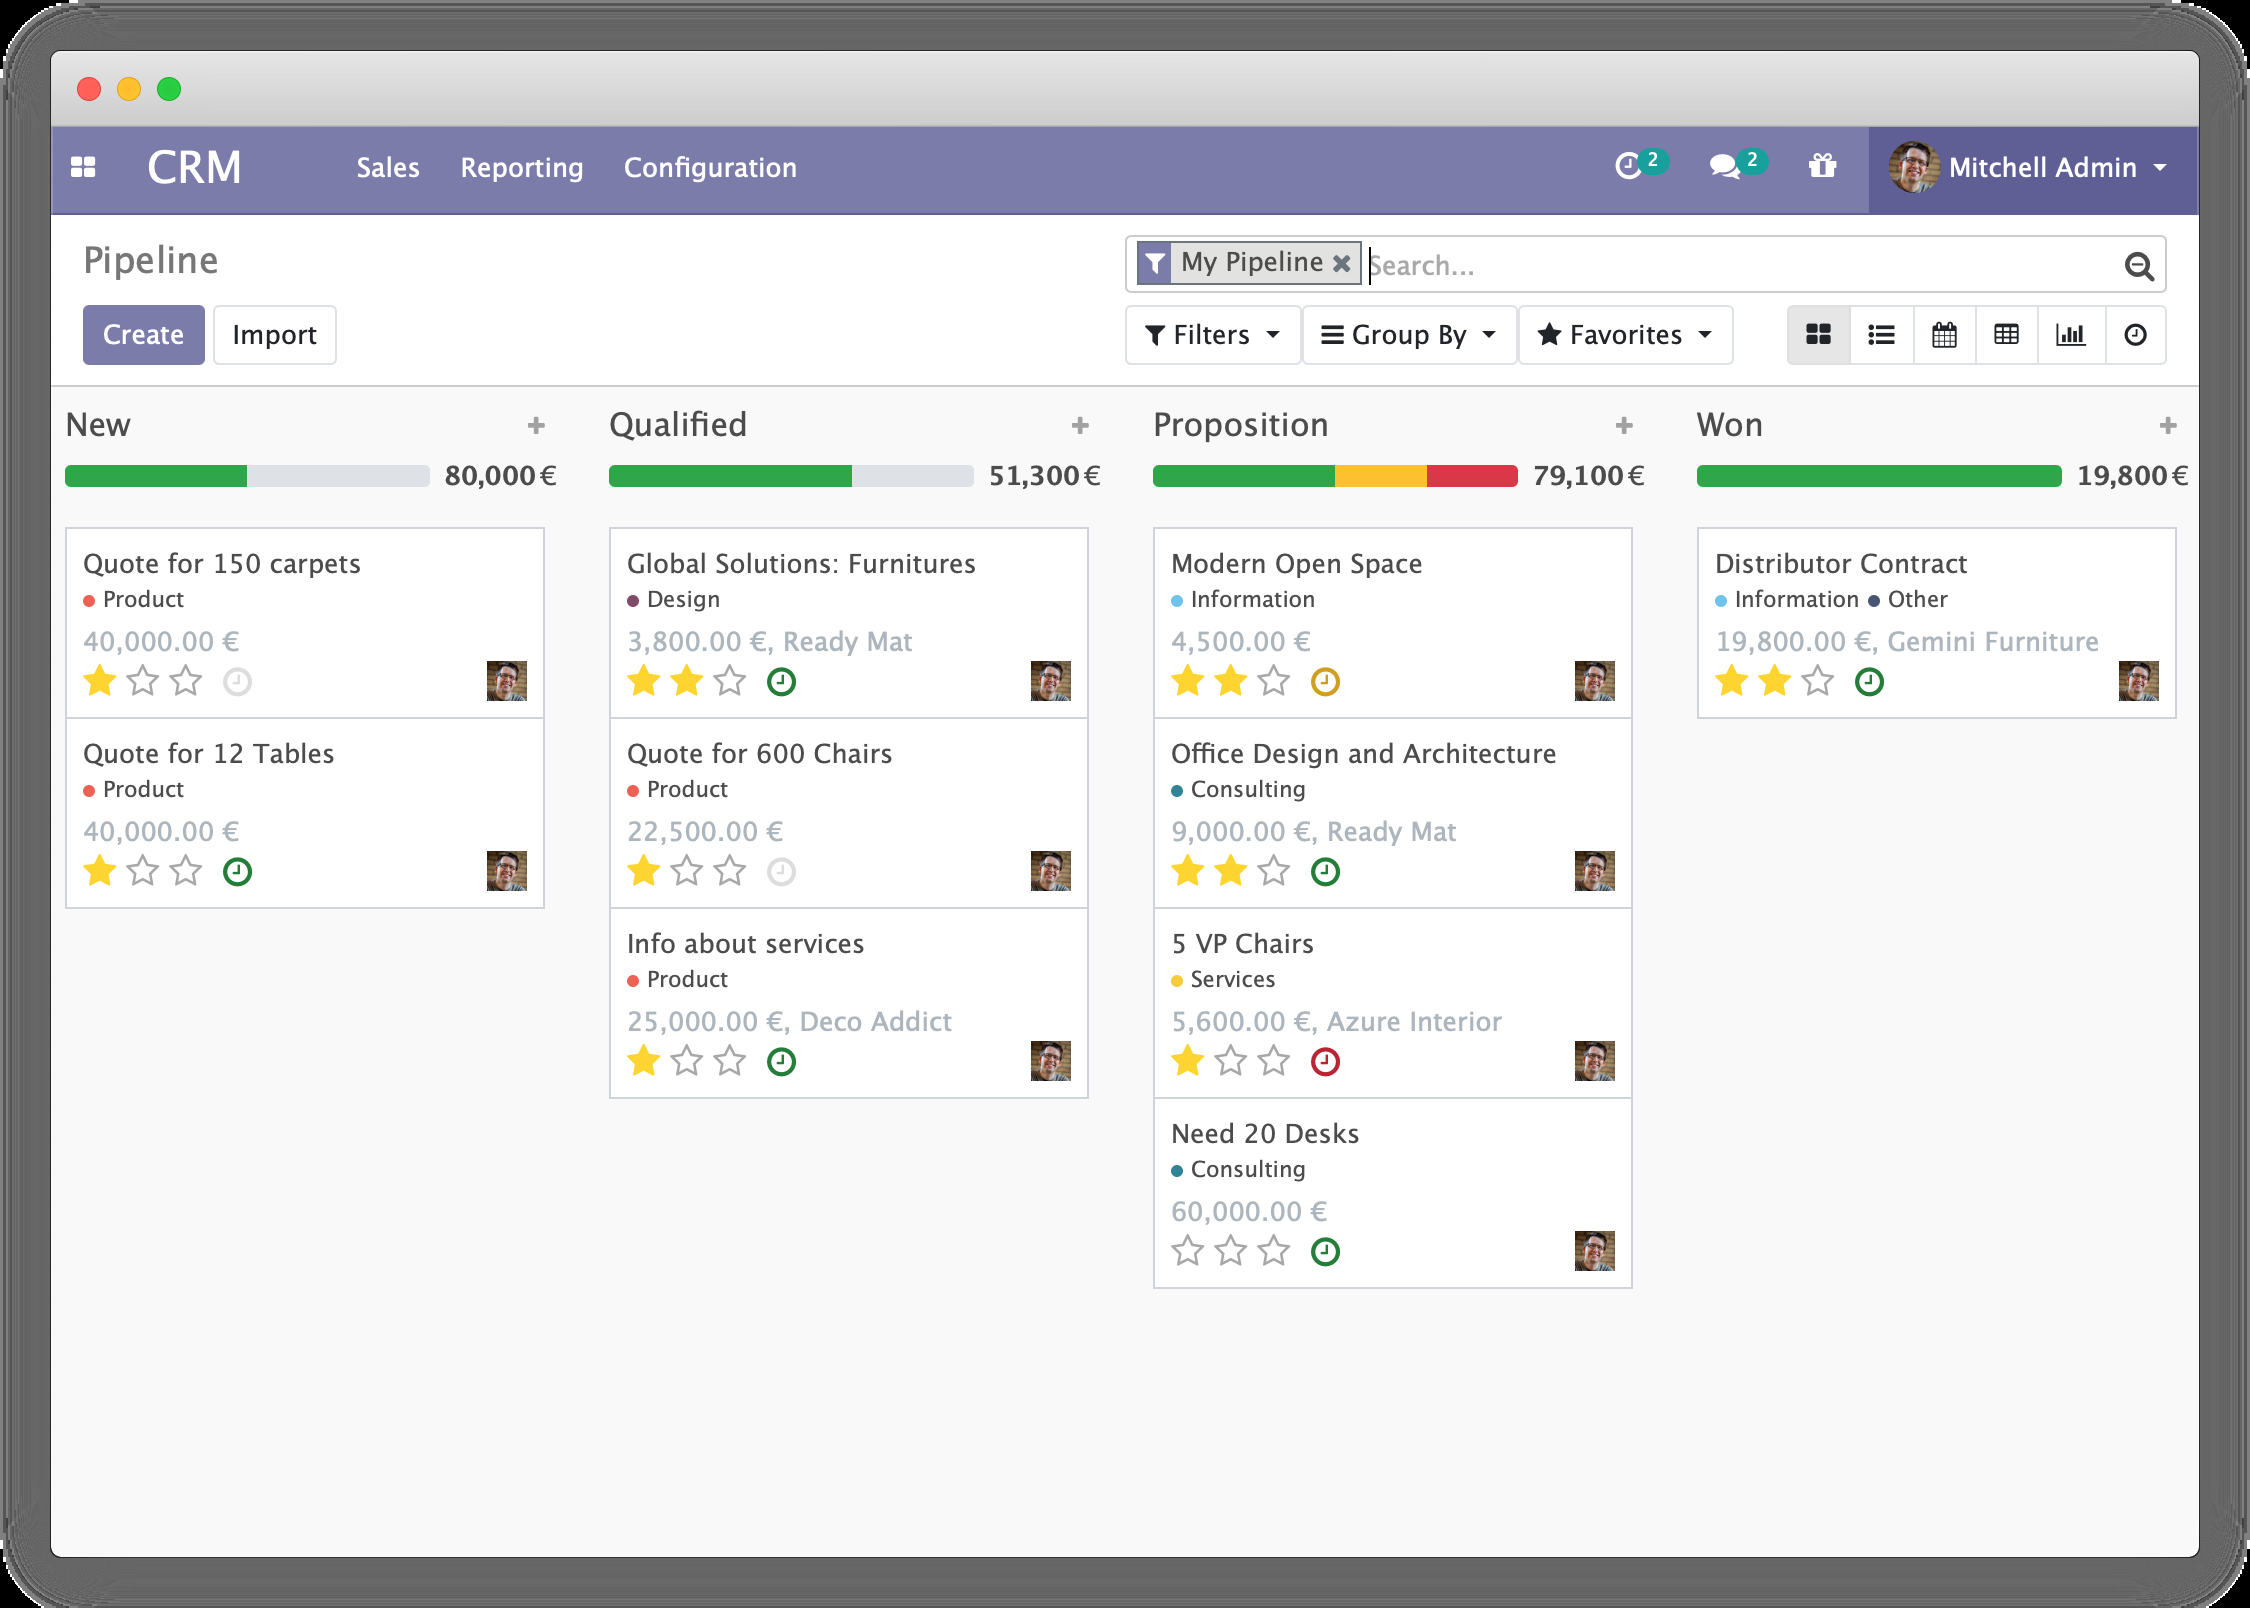 CRM Sales Reporting Configuration 2 2 Mitchell Admin
Pipeline
My Pipeline Search...
Create Import
Filters Group By Favorites
New
80,000 €
Quote for 150 carpets
Product
40,000.00 €
Quote for 12 Tables
Product
40,000.00 €
Qualified
51,300 €
Global Solutions: Furnitures
Design
3,800.00 €, Ready Mat
Quote for 600 Chairs
Product
22,500.00 €
Info about services
Product
25,000.00 €, Deco Addict
Proposition
79,100 €
Modern Open Space
Information
4,500.00 €
Office Design and Architecture
Consulting
9,000.00 €, Ready Mat
5 VP Chairs
Services
5,600.00 €, Azure Interior
Need 20 Desks
Consulting
60,000.00 €
Won
19,800 €
Distributor Contract
Information Other
19,800.00 €, Gemini Furniture